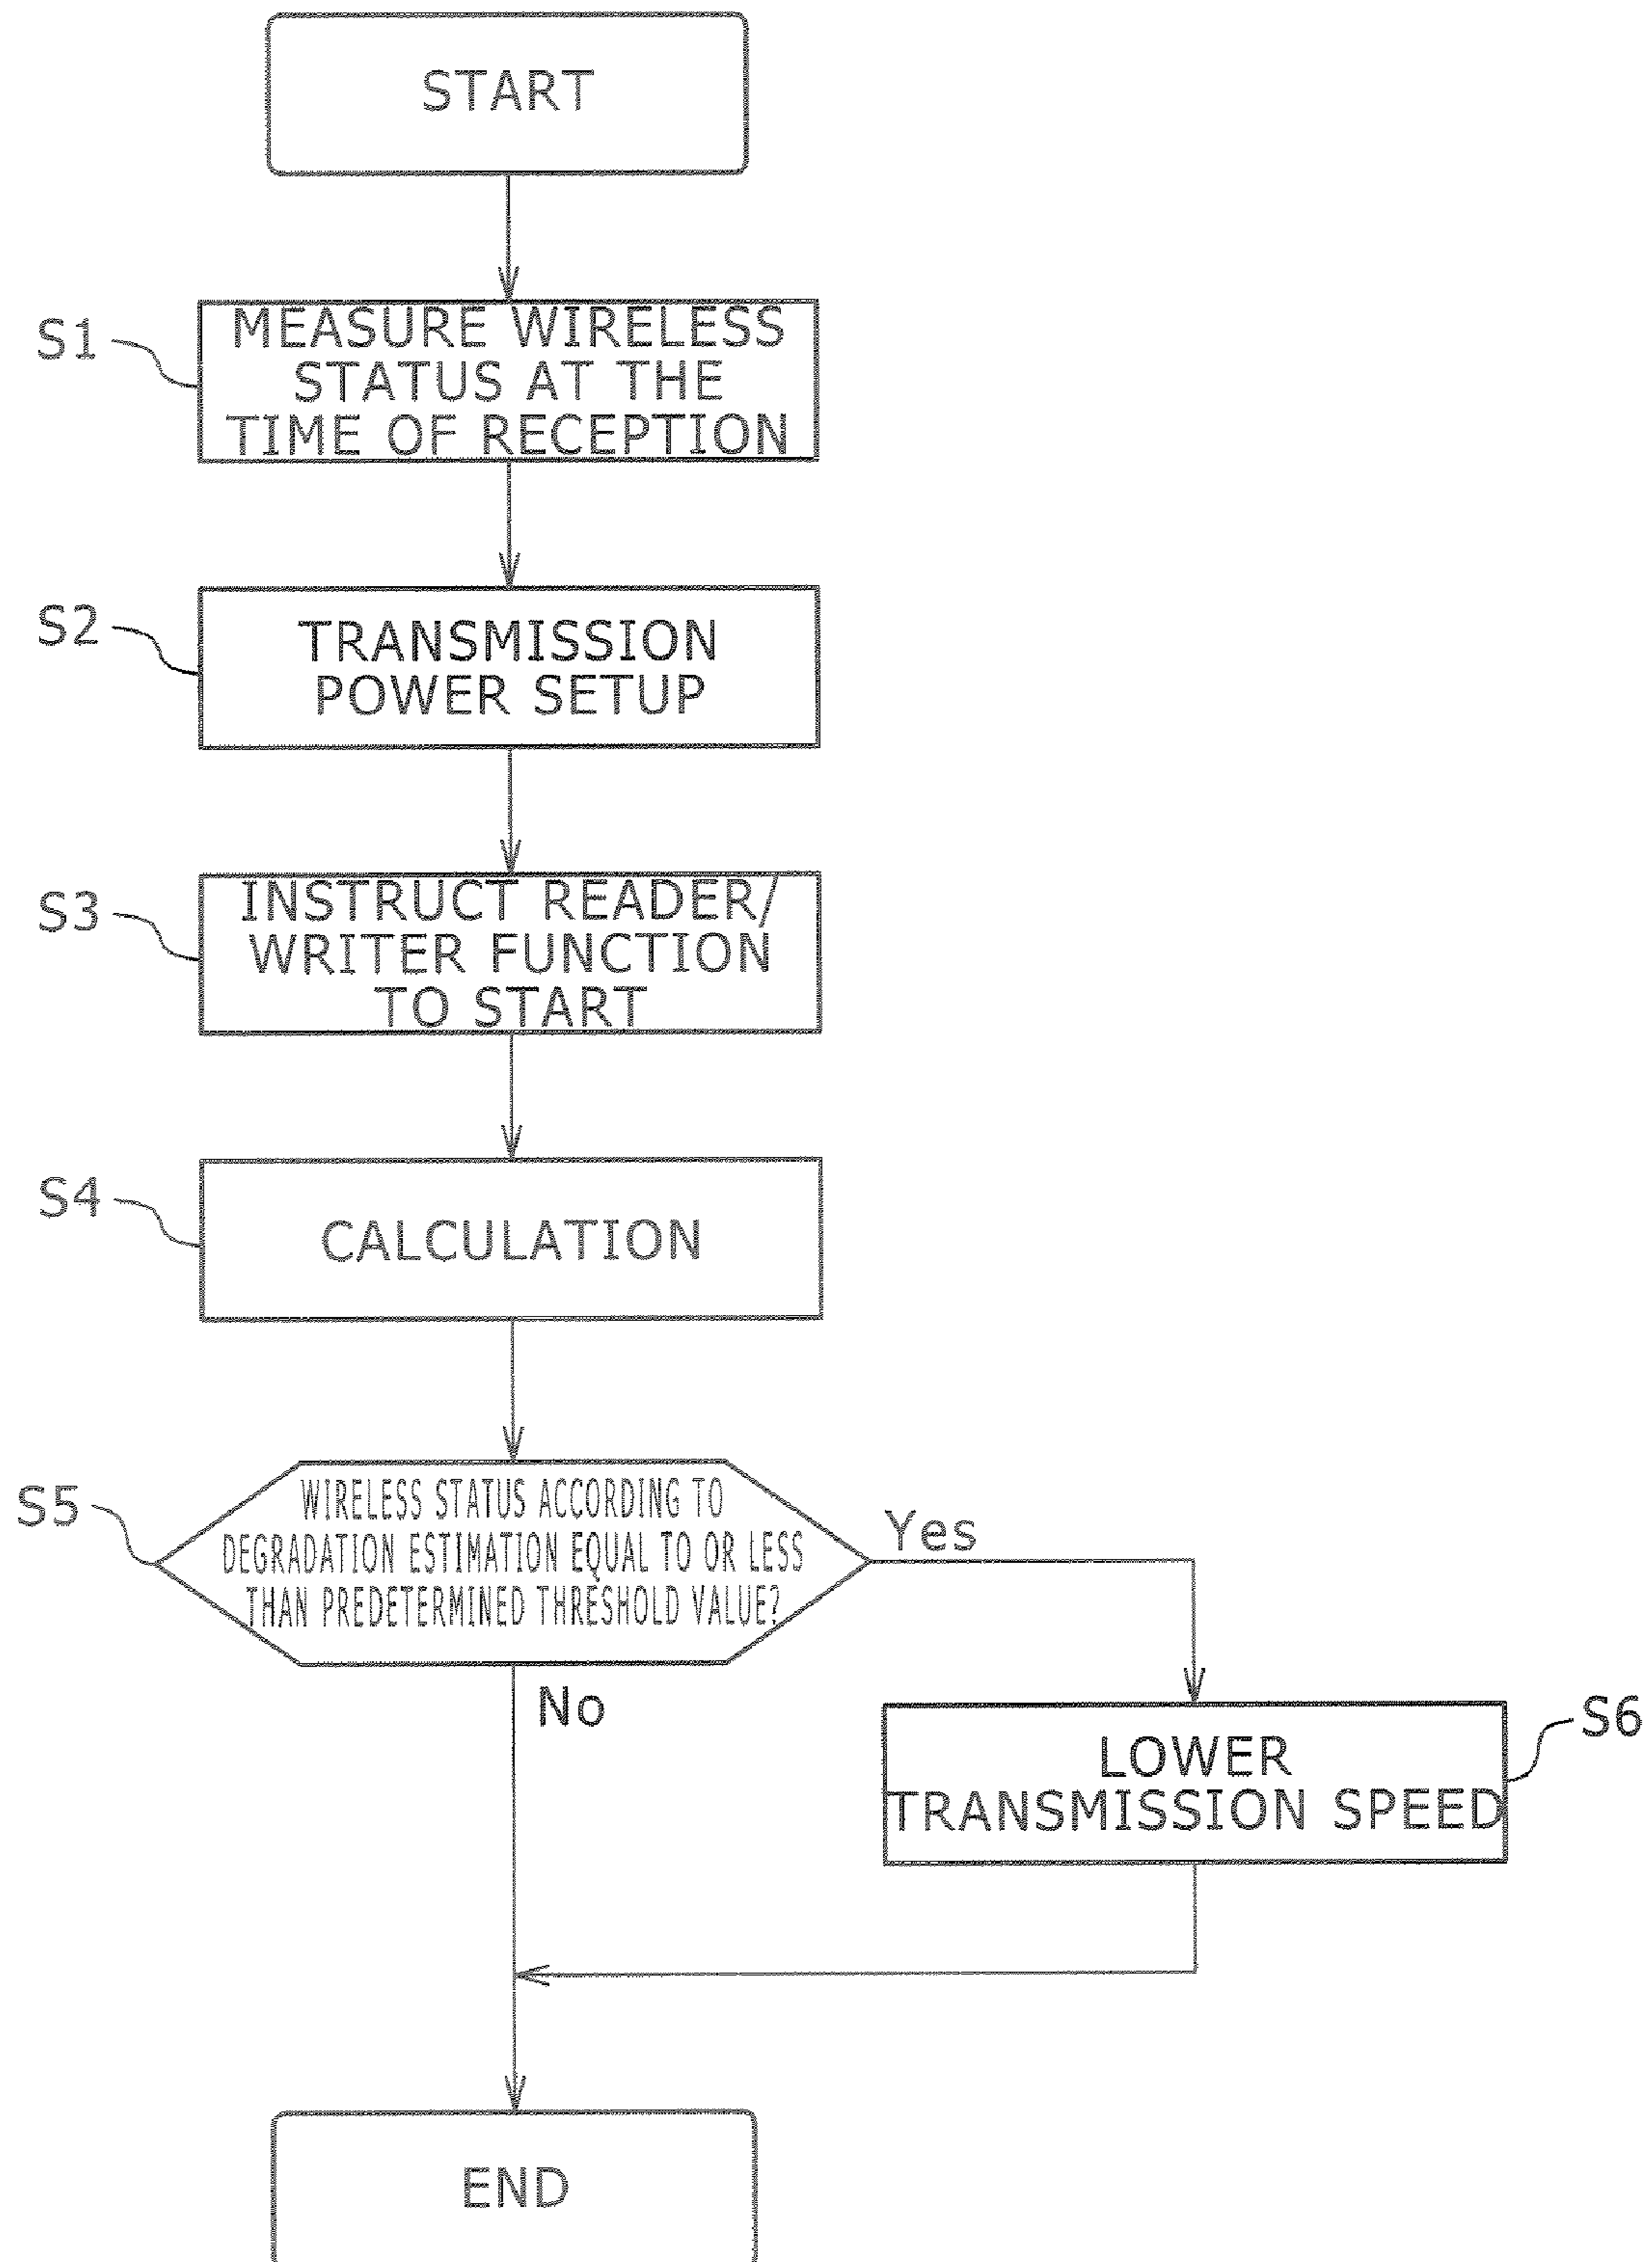 START
S1
MEASURE WIRELESS
STATUS AT THE
TIME OF RECEPTION
S2
TRANSMISSION
POWER SETUP
S3
INSTRUCT READER/
WRITER FUNCTION
TO START
S4
CALCULATION
S5
WIRELESS STATUS ACCORDING TO
DEGRADATION ESTIMATION EQUAL TO OR LESS
THAN PREDETERMINED THRESHOLD VALUE?
Yes
No
S6
LOWER
TRANSMISSION SPEED
END